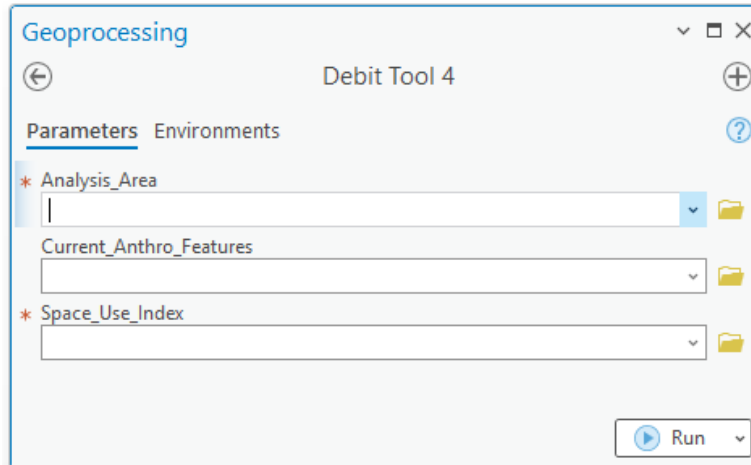 Geoprocessing
Debit Tool 4
Parameters Environments
* Analysis_Area
Current_Anthro_Features
* Space_Use_Index
Run